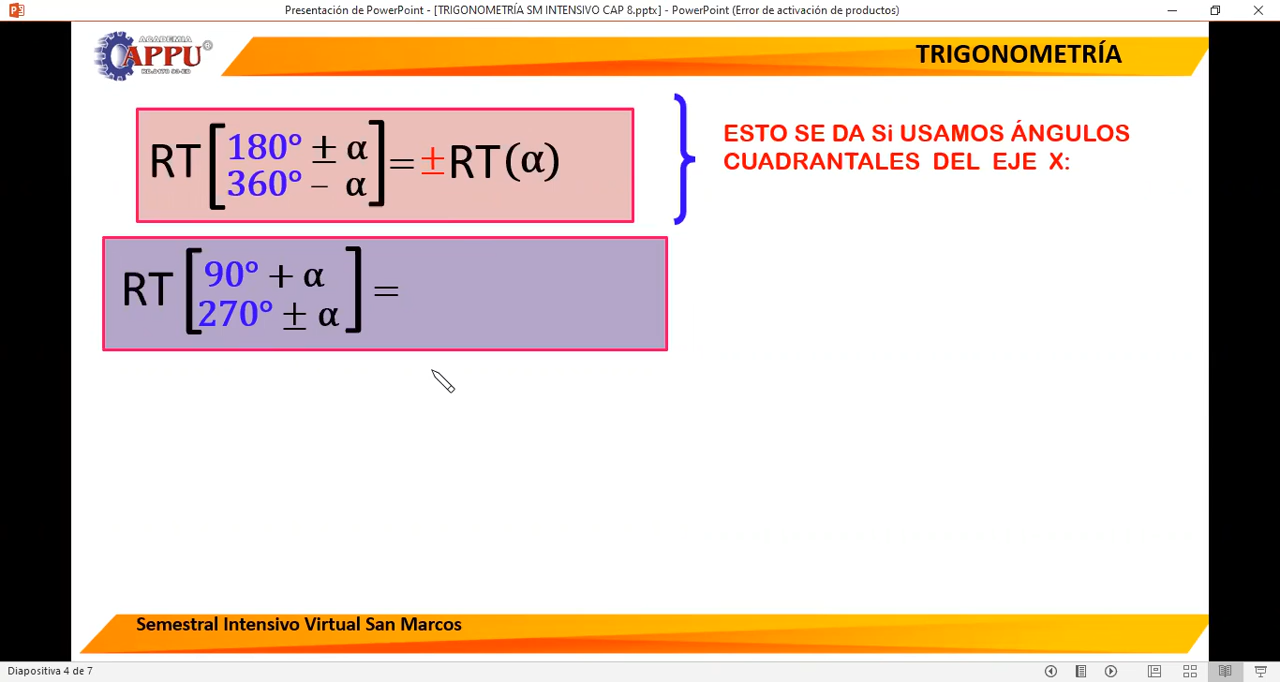 Presentación de PowerPoint - [TRIGONOMETRÍA SM INTENSIVO CAP 8.pptx] - PowerPoint (Error de activación de productos)
ACADEMIA
APPU
TRIGONOMETRÍA
RT[180° ± α
360° − α] = ±RT(α)
ESTO SE DA Si USAMOS ÁNGULOS
CUADRANTALES DEL EJE X:
RT[90° + α
270° ± α] =
Semestral Intensivo Virtual San Marcos
Diapositiva 4 de 7